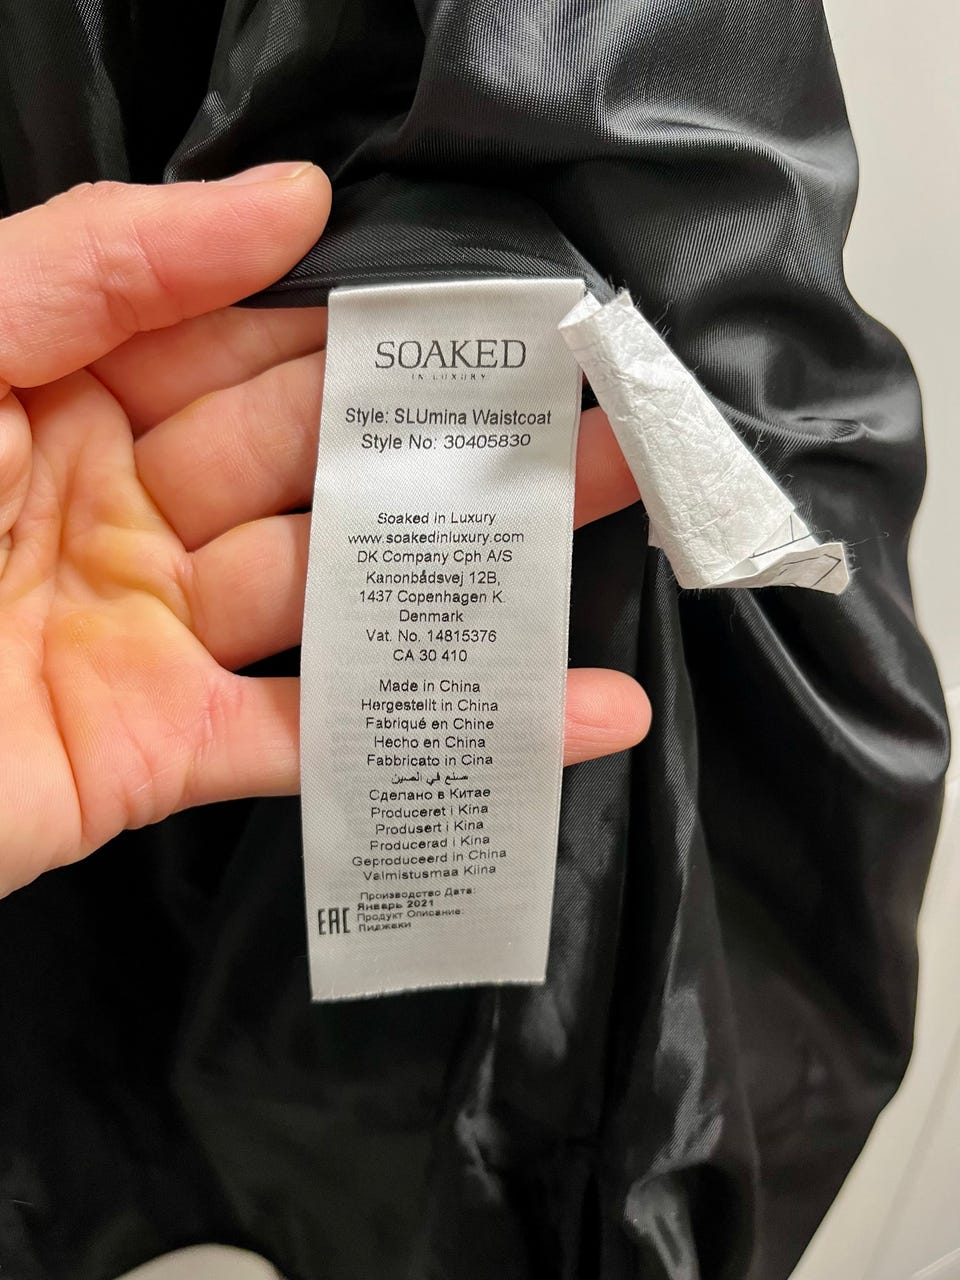 SOAKED
IN LUXURY
Style: SLUmina Waistcoat
Style No: 30405830
Soaked in Luxury
www.soakedinluxury.com
DK Company Cph A/S
Kanonbådsvej 12B,
1437 Copenhagen K.
Denmark
Vat. No. 14815376
CA 30 410
Made in China
Hergestellt in China
Fabriqué en Chine
Hecho en China
Fabbricato in Cina
صنع في الصين
Сделано в Китае
Produceret i Kina
Produsert i Kina
Producerad i Kina
Geproduceerd in China
Valmistusmaa Kiina
Производство Дата:
Январь 2021
EAC Продукт Описание:
Пиджаки